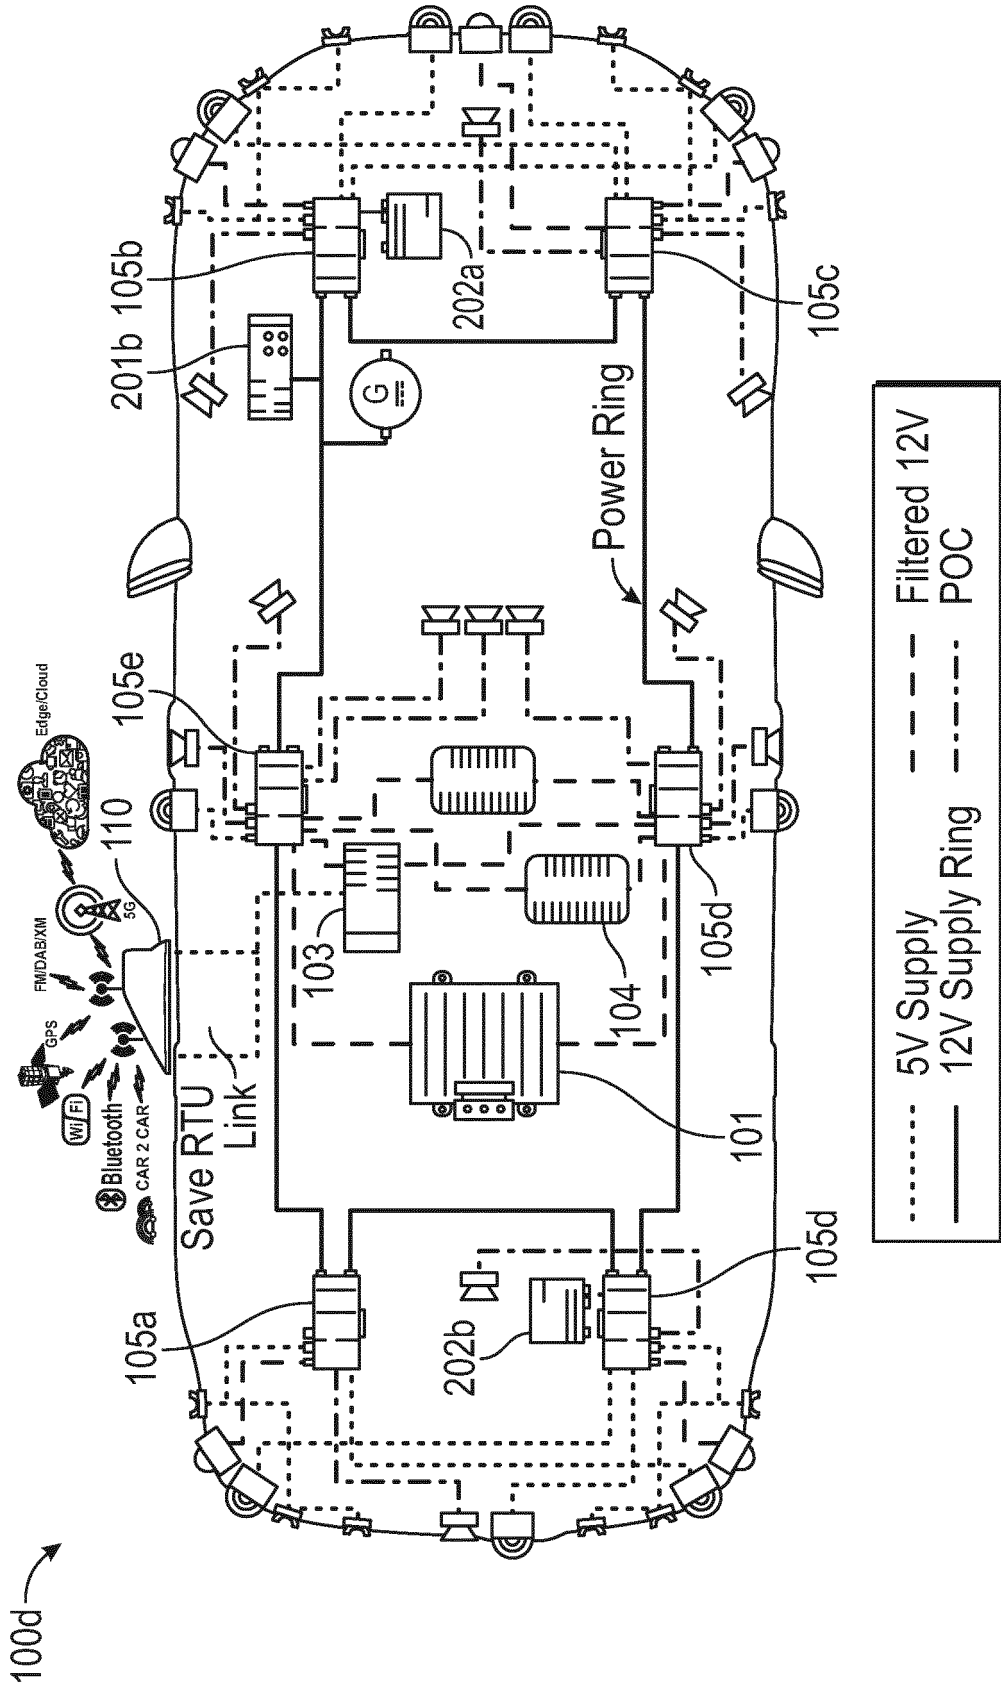 100d
Edge/Cloud
110
5G
FM/DAB/XM
GPS
Wi Fi
Bluetooth
CAR 2 CAR
Save RTU
Link
105a
105e
201b
105b
103
G
202a
Power Ring
104
101
105d
202b
105d
105c
5V Supply
Filtered 12V
12V Supply Ring
POC